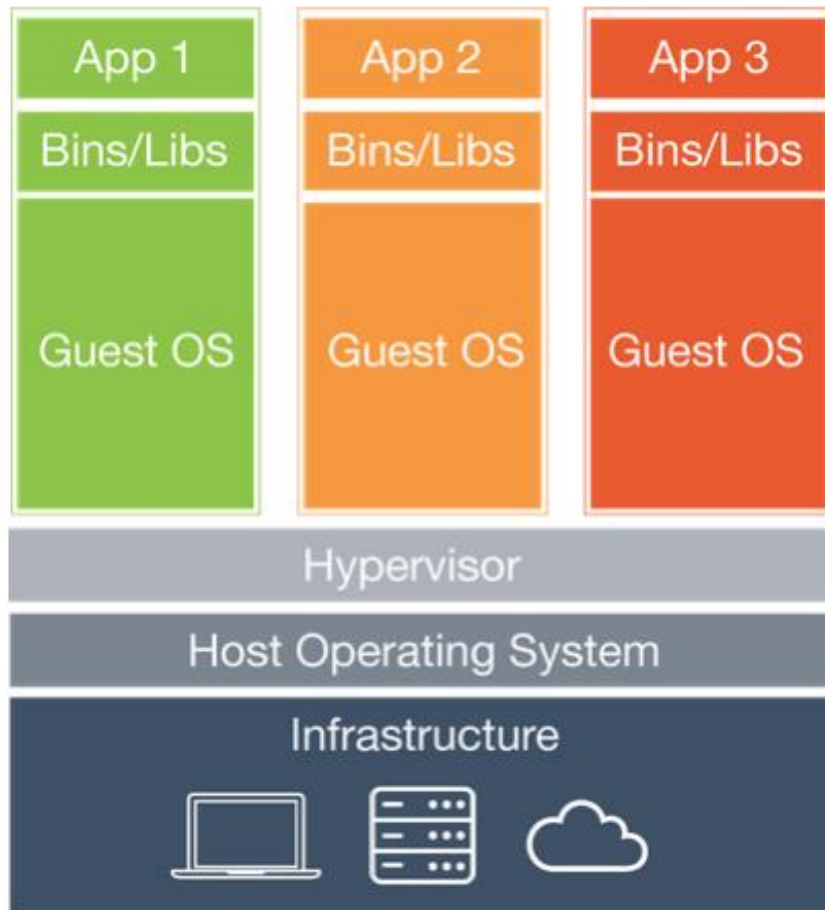 App 1
App 2
App 3
Bins/Libs
Bins/Libs
Bins/Libs
Guest OS
Guest OS
Guest OS
Hypervisor
Host Operating System
Infrastructure